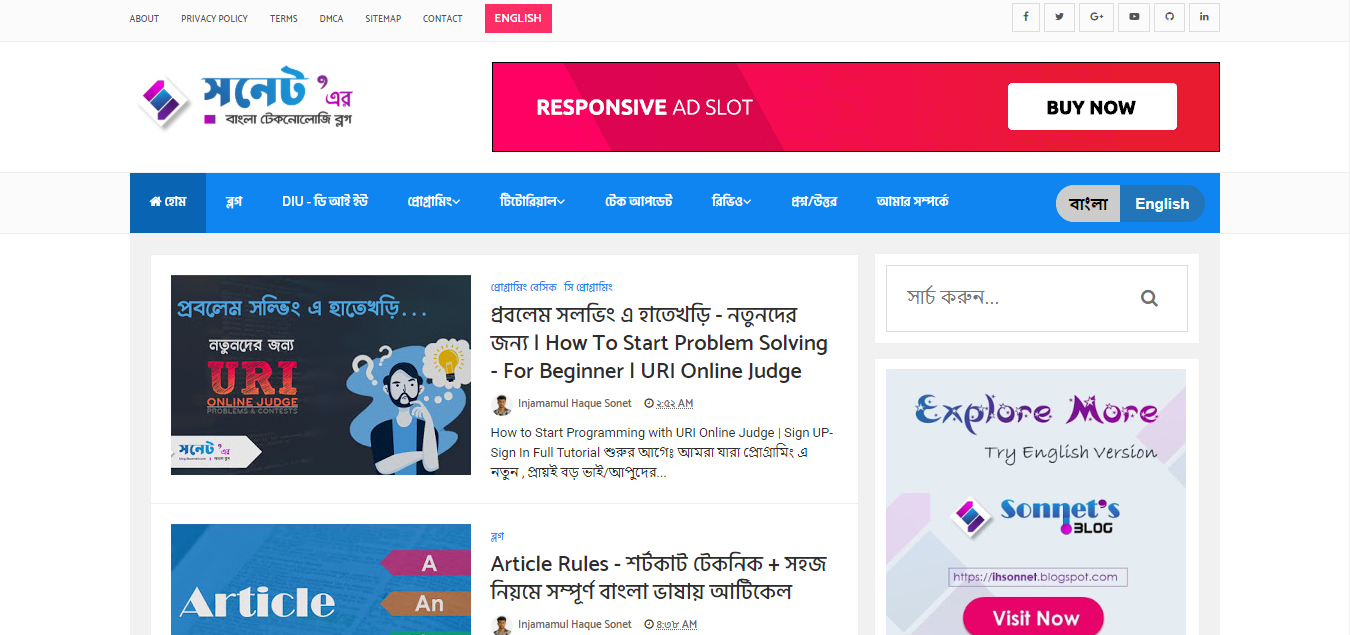 ABOUT PRIVACY POLICY TERMS DMCA SITEMAP CONTACT ENGLISH
সনেট 'এর
বাংলা টেকনোলোজি ব্লগ
RESPONSIVE AD SLOT
BUY NOW
হোম ব্লগ DIU - ডি আই ইউ প্রোগ্রামিং টিটোরিয়াল টেক আপডেট রিভিও প্রশ্ন/উত্তর আমার সম্পর্কে বাংলা English
প্রবলেম সল্ভিং এ হাতেখড়ি...
নতুনদের জন্য
URI
ONLINE JUDGE
PROBLEMS & CONTESTS
সনেট 'এর
প্রোগ্রামিং বেসিক সি প্রোগ্রামিং
প্রবলেম সলভিং এ হাতেখড়ি - নতুনদের
জন্য l How To Start Problem Solving
- For Beginner l URI Online Judge
Injamamul Haque Sonet ২:৫২ AM
How to Start Programming with URI Online Judge | Sign UP-
Sign In Full Tutorial শুরুর আগেঃ আমরা যারা প্রোগ্রামিং এ
নতুন , প্রায়ই বড় ভাই/আপুদের...
সার্চ করুন...
Explore More
Try English Version
Sonnet's
BLOG
https://ihsonnet.blogspot.com
Visit Now
Article
A
An
ব্লগ
Article Rules - শর্টকাট টেকনিক + সহজ
নিয়মে সম্পূর্ণ বাংলা ভাষায় আর্টিকেল
Injamamul Haque Sonet ৪:৩৮ AM